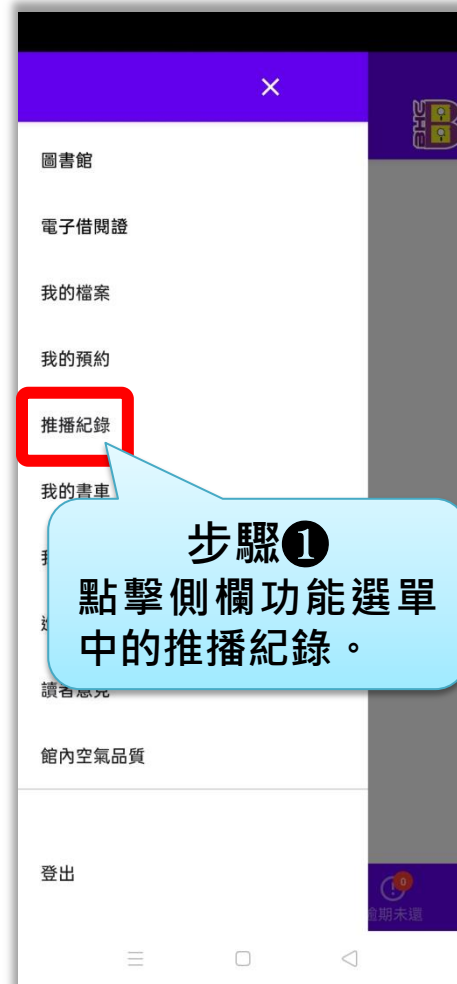 圖書館
電子借閱證
我的檔案
我的預約
推播紀錄
我的書車
步驟❶
點擊側欄功能選單
中的推播紀錄。
讀者意見
館內空氣品質
登出
0
逾期未還